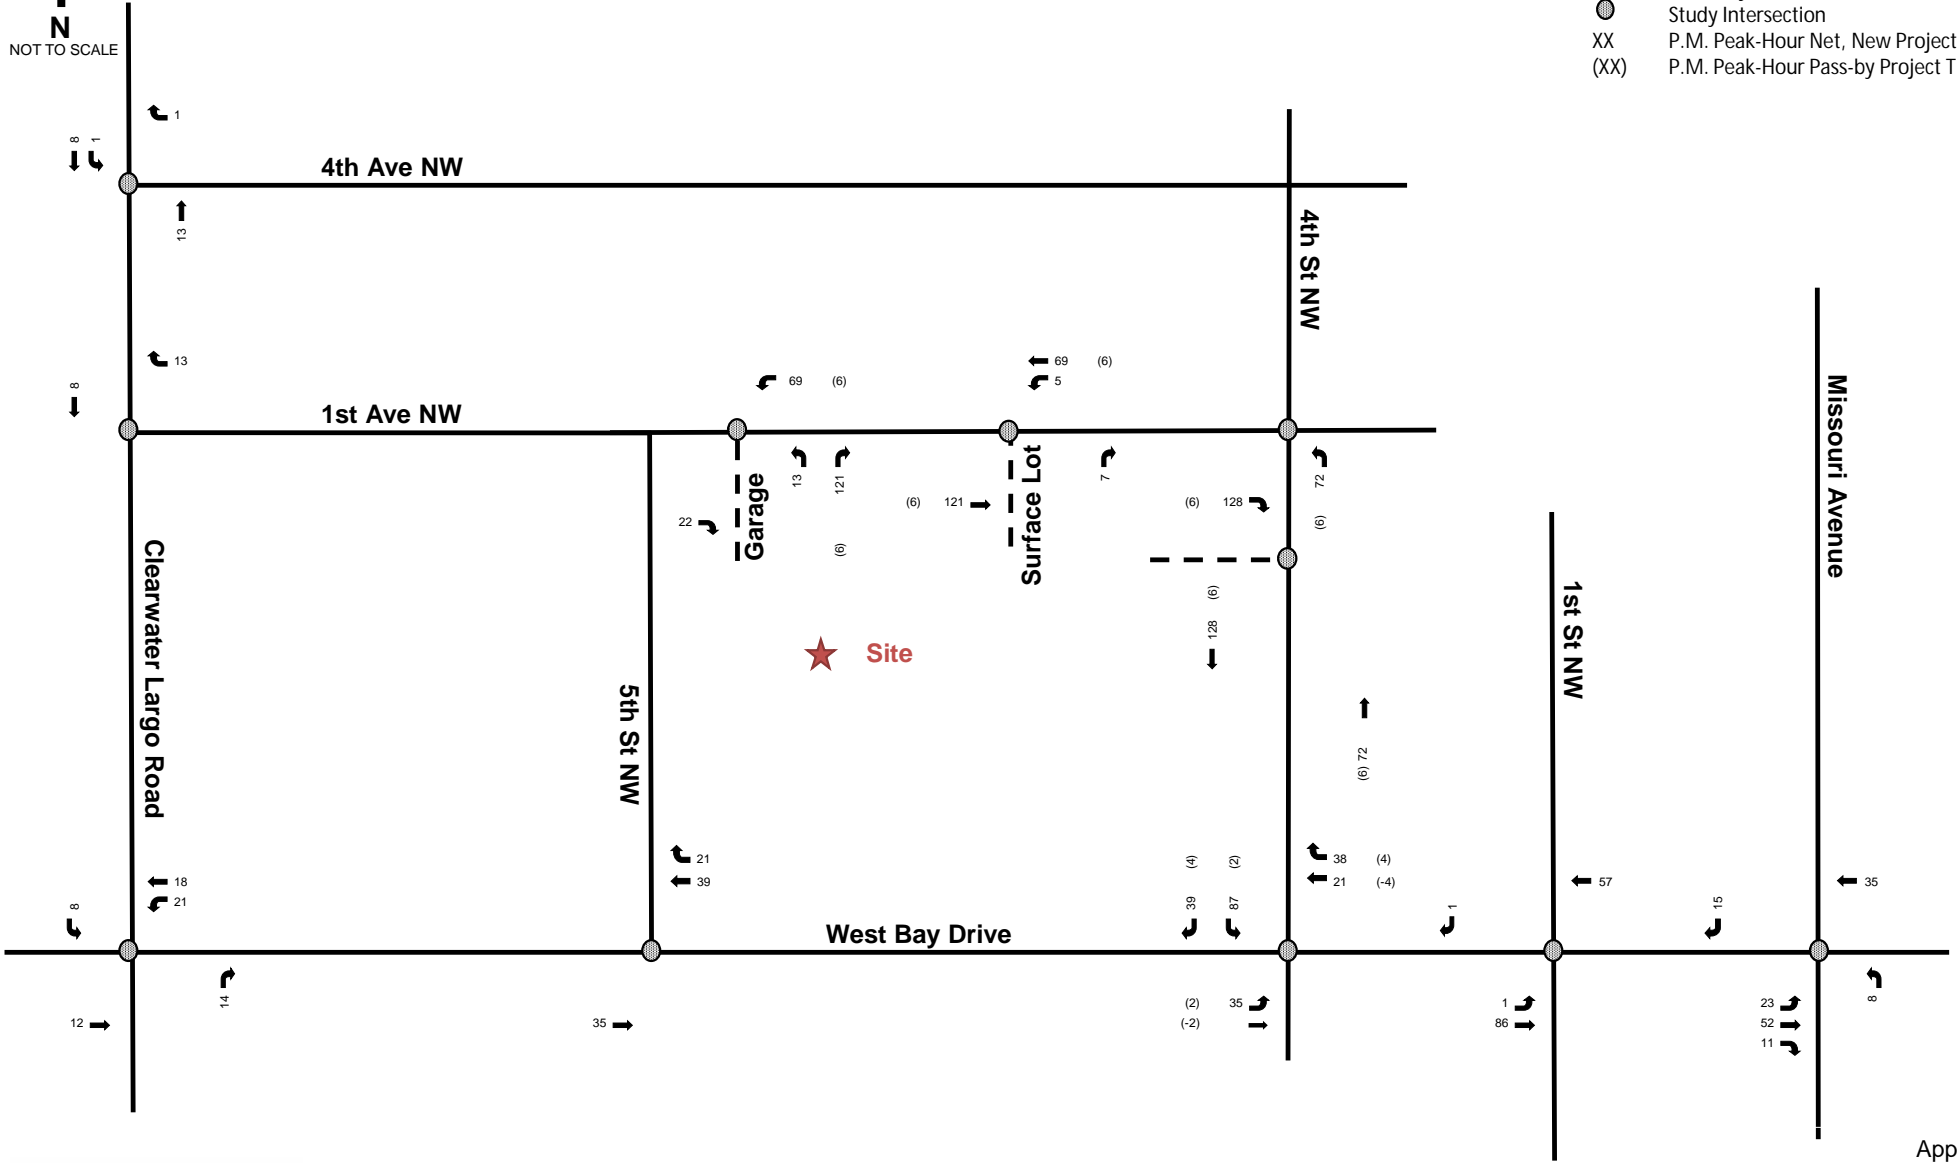 N
NOT TO SCALE
Study Intersection
XX P.M. Peak-Hour Net, New Project
(XX) P.M. Peak-Hour Pass-by Project T
1
8 1
4th Ave NW
13
4th St NW
13
8
1st Ave NW
69 (6)
69 (6)
5
Missouri Avenue
13 121 (6)
7
72 (6)
Garage
Surface Lot
22
(6) 121
(6) 128
Clearwater Largo Road
128 (6)
1st St NW
Site
5th St NW
(6) 72
21
39
38 (4)
21 (-4)
18
21
57
35
8
39 (4)
87 (2)
1
15
West Bay Drive
14
12
35
(2) 35
(-2)
1
86
23
52
11
8
App